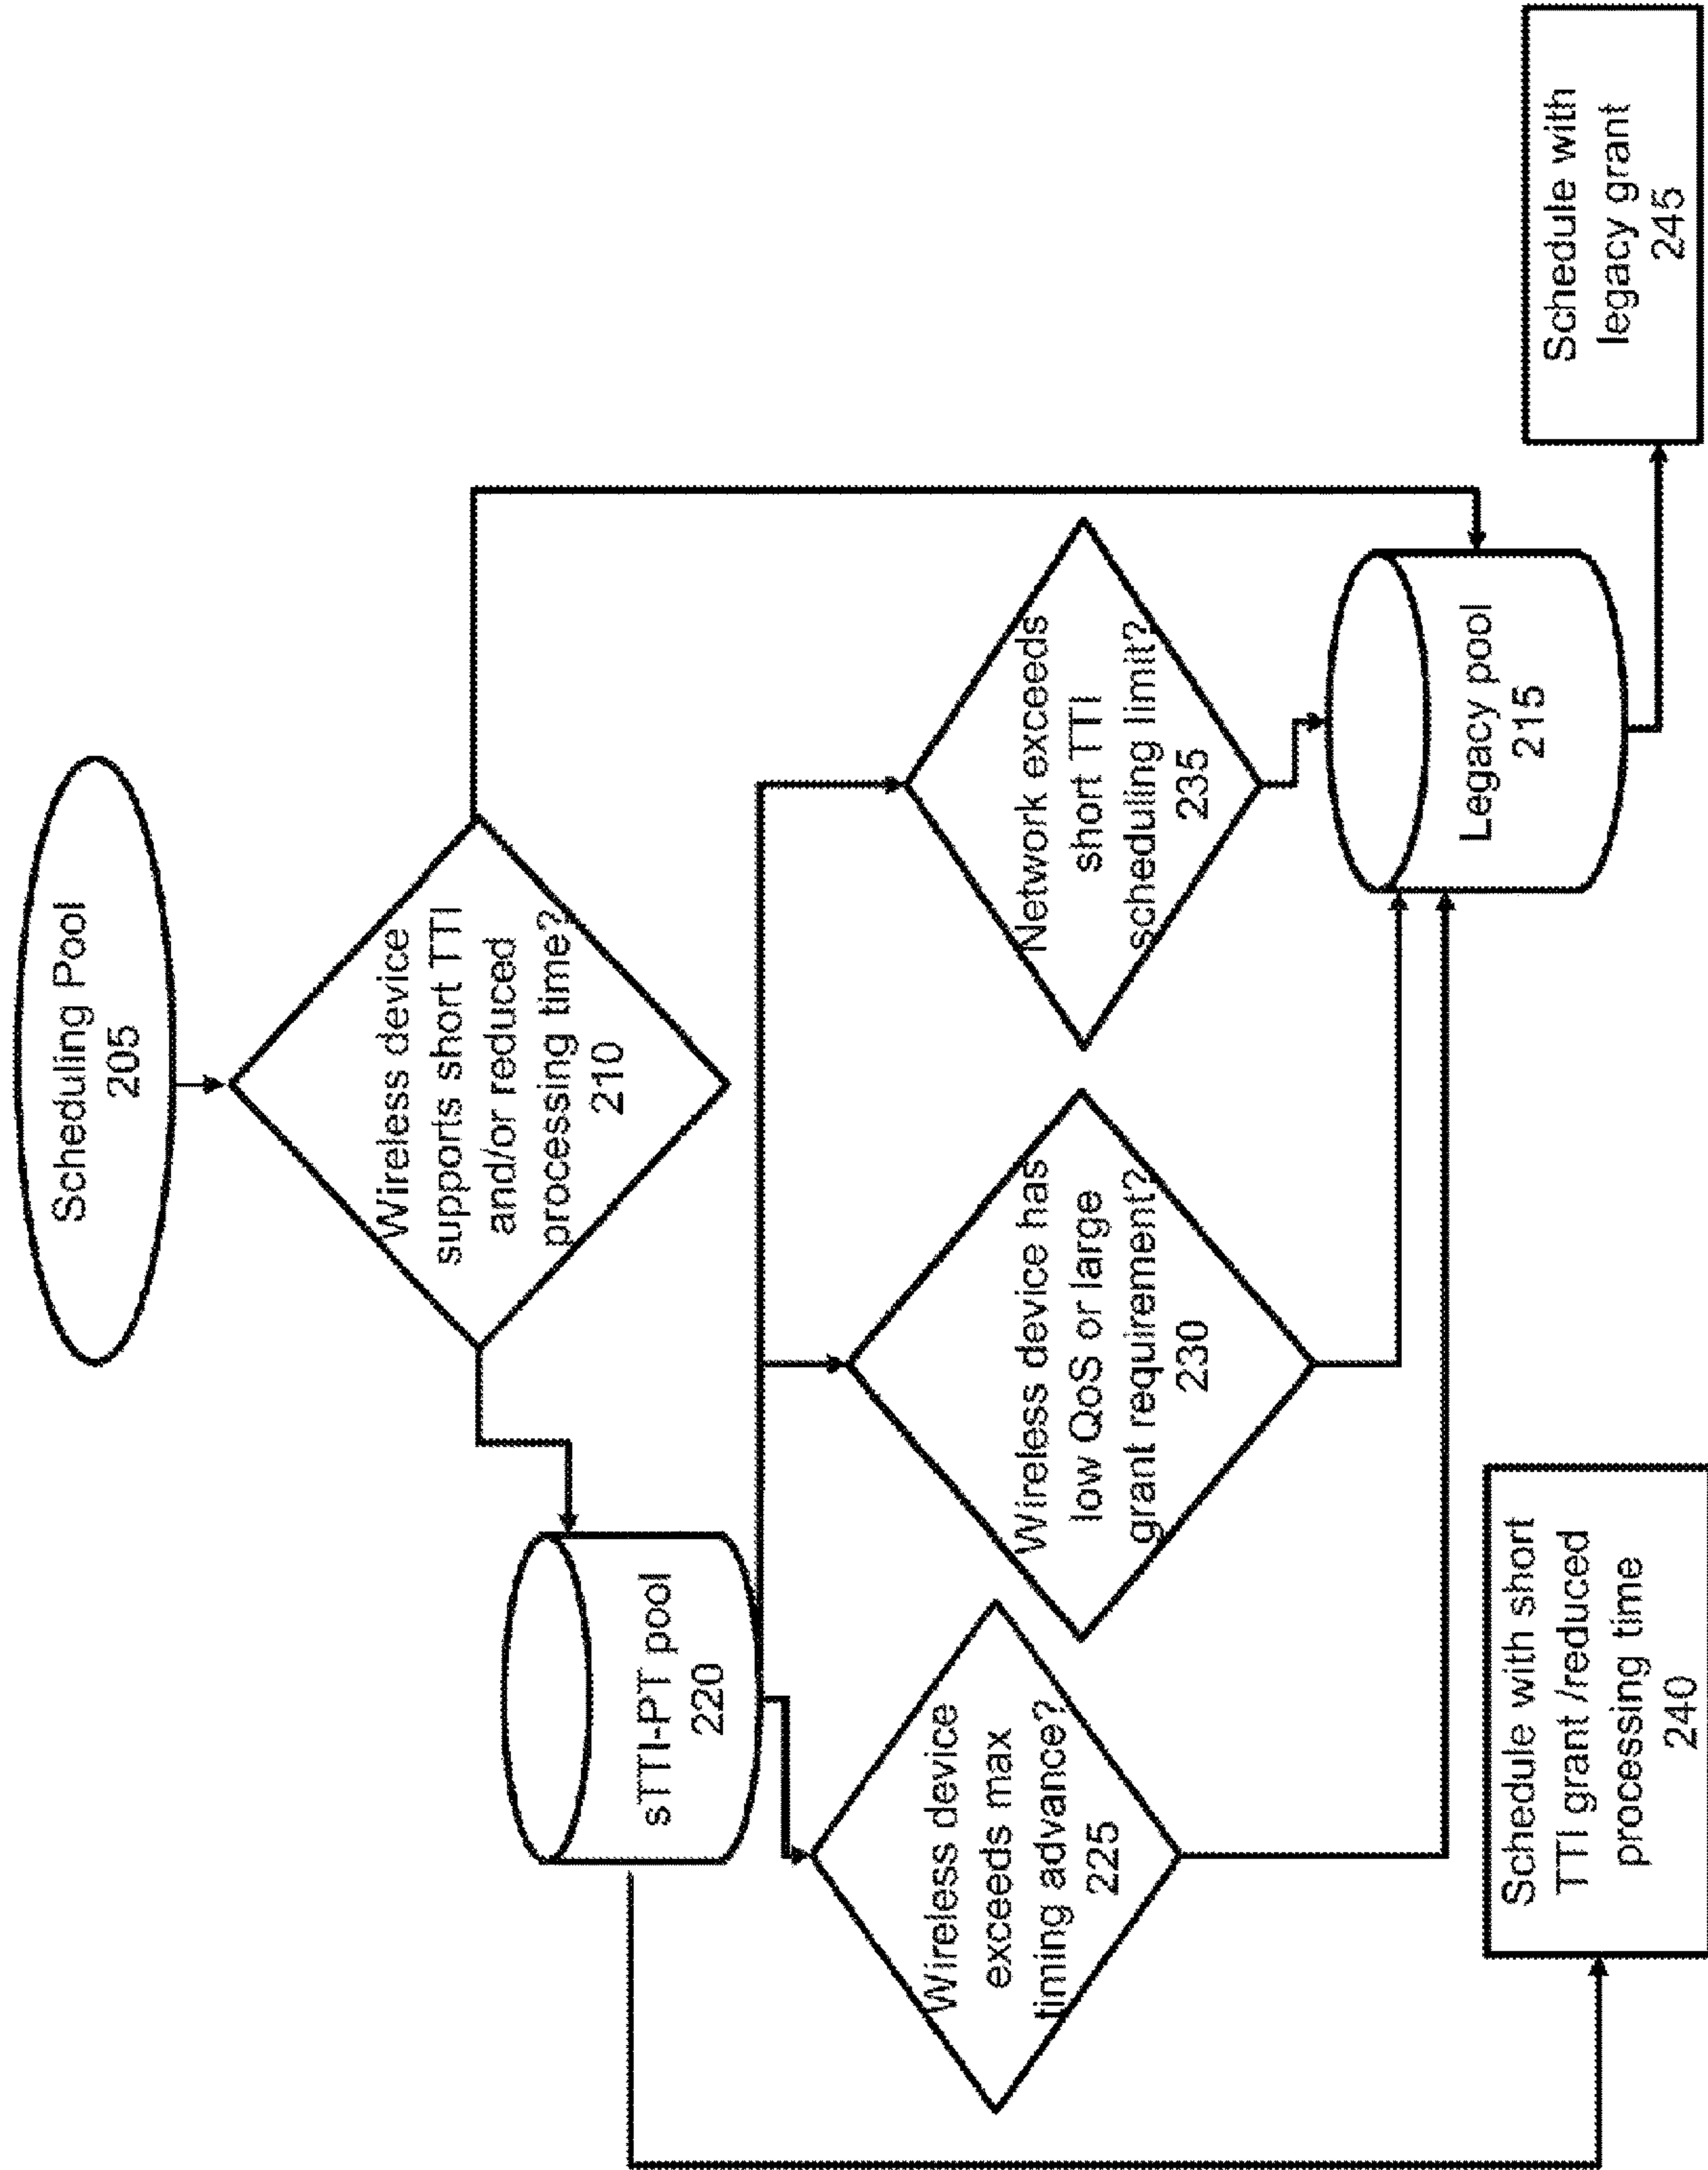 Scheduling Pool
205
Wireless device
supports short TTI
and/or reduced
processing time?
210
sTTI-PT pool
220
Wireless device
exceeds max
timing advance?
225
Wireless device has
low QoS or large
grant requirement?
230
Network exceeds
short TTI
scheduling limit?
235
Legacy pool
215
Schedule with short
TTI grant /reduced
processing time
240
Schedule with
legacy grant
245